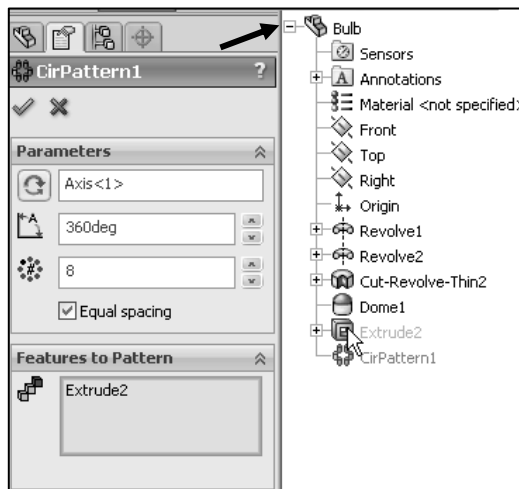 CirPattern1 ?
Parameters
Axis<1>
360deg
8
Equal spacing
Features to Pattern
Extrude2
Bulb
Sensors
A Annotations
Material <not specified>
Front
Top
Right
Origin
Revolve1
Revolve2
Cut-Revolve-Thin2
Dome1
Extrude2
CirPattern1